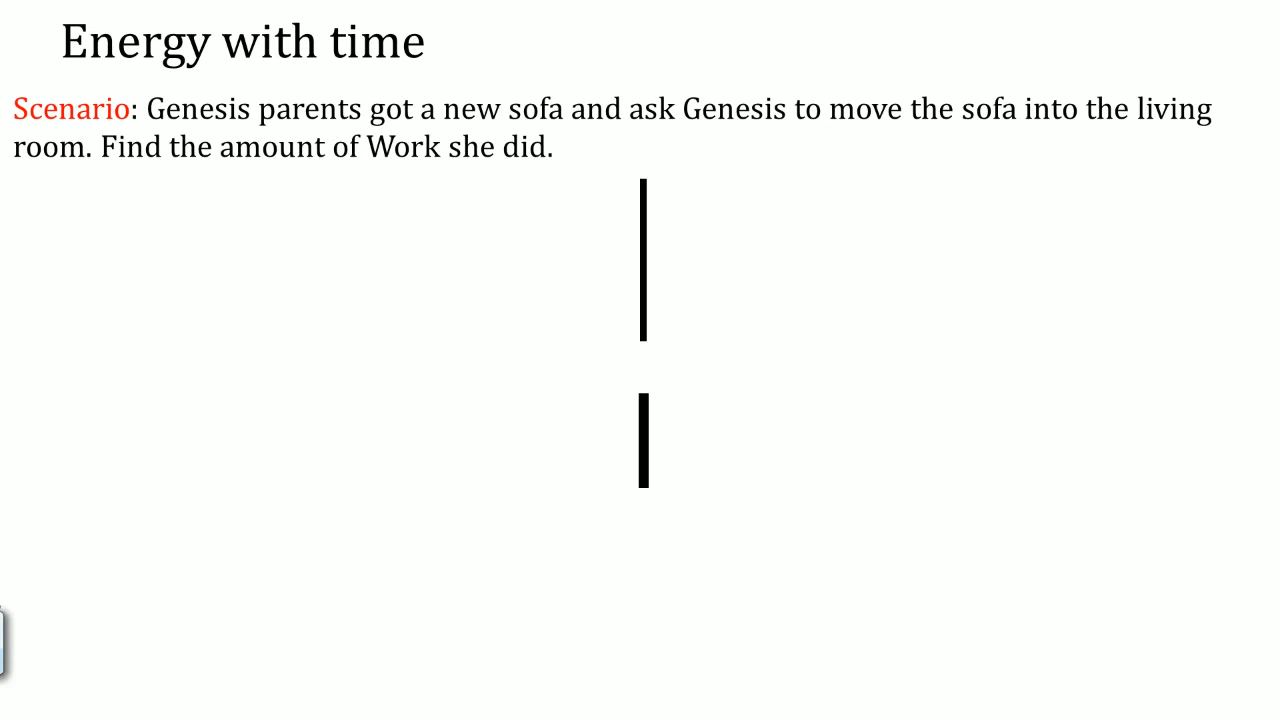 Energy with time
Scenario: Genesis parents got a new sofa and ask Genesis to move the sofa into the living
room. Find the amount of Work she did.